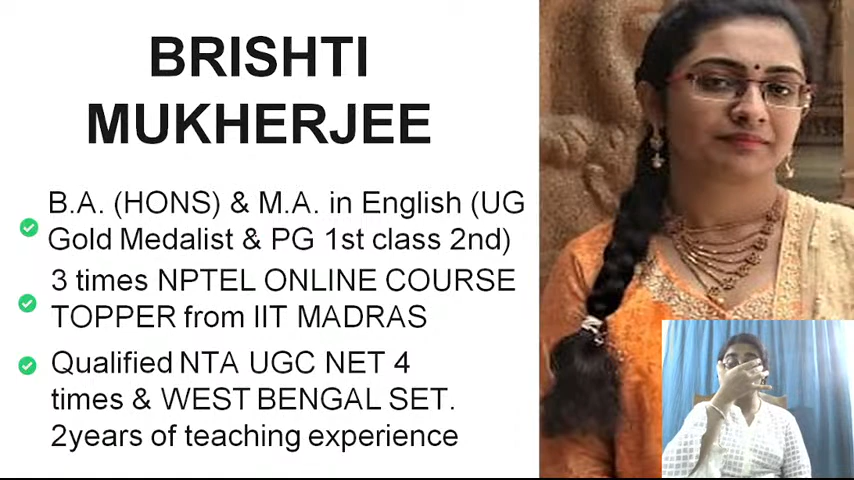 BRISHTI
MUKHERJEE
B.A. (HONS) & M.A. in English (UG
Gold Medalist & PG 1st class 2nd)
3 times NPTEL ONLINE COURSE
TOPPER from IIT MADRAS
Qualified NTA UGC NET 4
times & WEST BENGAL SET.
2years of teaching experience